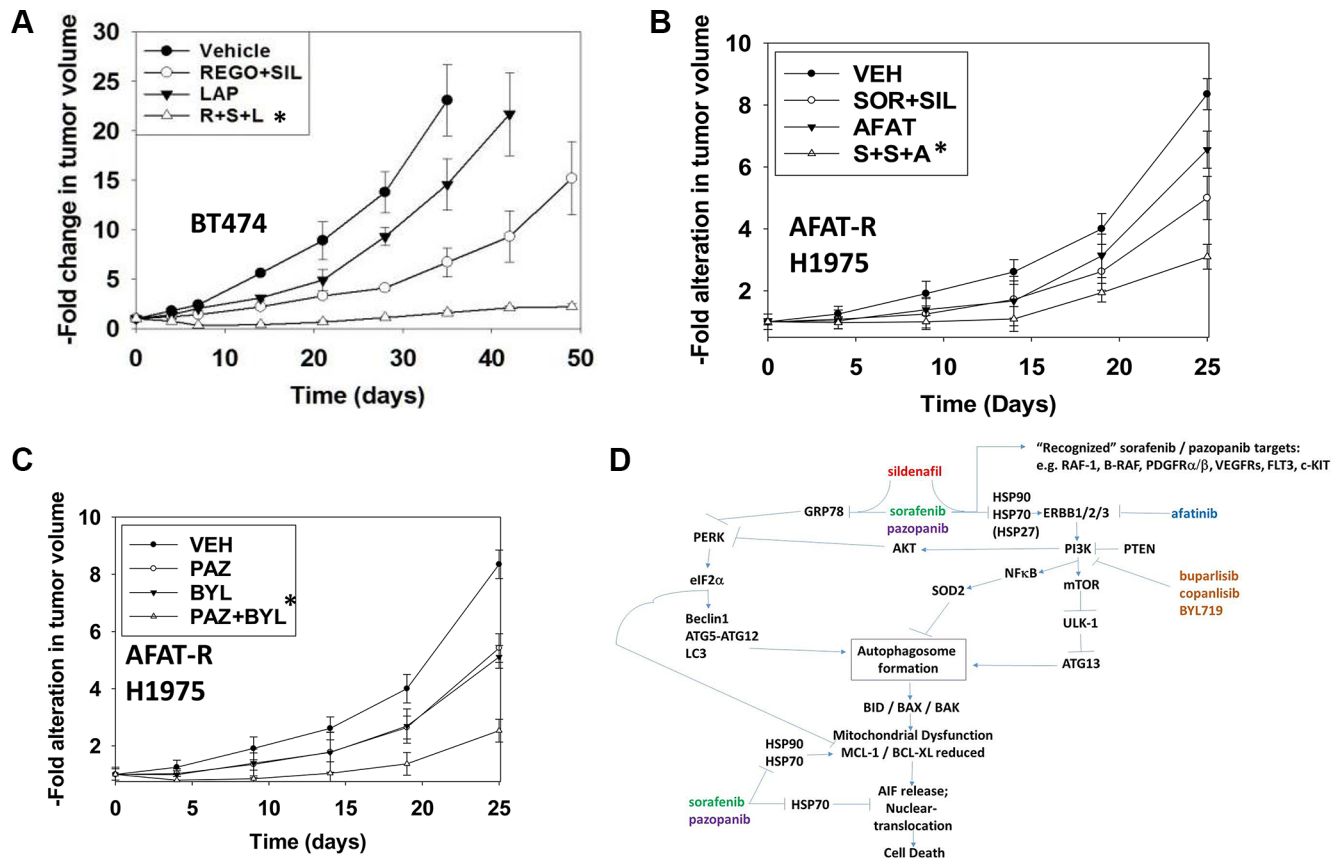 A
-Fold change in tumor volume
30
25
20
15
10
5
0
Vehicle
REGO+SIL
LAP
R+S+L *
BT474
0 10 20 30 40 50
Time (days)
B
-Fold alteration in tumor volume
10
8
6
4
2
VEH
SOR+SIL
AFAT
S+S+A *
AFAT-R
H1975
0 5 10 15 20 25
Time (Days)
C
-Fold alteration in tumor volume
10
8
6
4
2
VEH
PAZ
BYL
PAZ+BYL *
AFAT-R
H1975
0 5 10 15 20 25
Time (days)
D
“Recognized” sorafenib / pazopanib targets:
e.g. RAF-1, B-RAF, PDGFRα/β, VEGFRs, FLT3, c-KIT
sildenafil
GRP78
sorafenib
pazopanib
HSP90
HSP70
(HSP27)
ERBB1/2/3
afatinib
PERK
AKT
PI3K
PTEN
eIF2α
NFκB
mTOR
SOD2
buparlisib
copanlisib
BYL719
Beclin1
ATG5-ATG12
LC3
ULK-1
Autophagosome
formation
ATG13
BID / BAX / BAK
HSP90
HSP70
Mitochondrial Dysfunction
MCL-1 / BCL-XL reduced
sorafenib
pazopanib
HSP70
AIF release;
Nuclear-
translocation
Cell Death